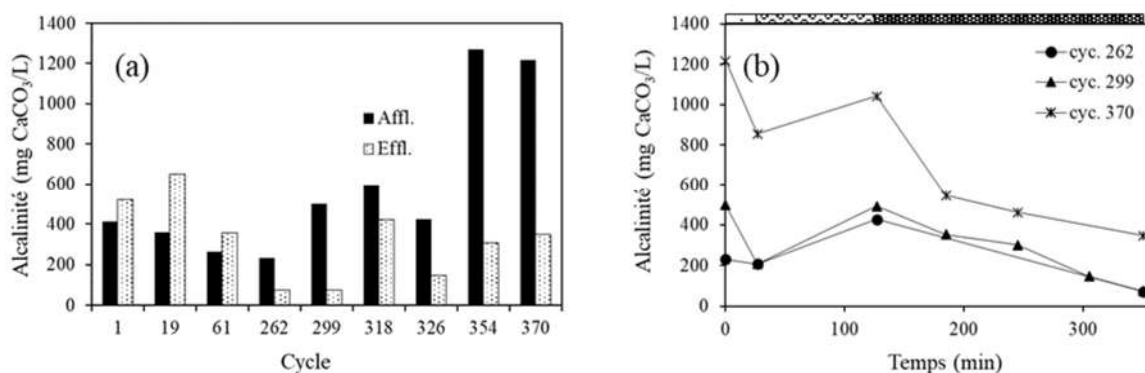 1400
1200
1000
800
600
400
200
0
Alcalinité (mg CaCO₃/L)
(a)
Affl.
Effl.
1 19 61 262 299 318 326 354 370
Cycle
1400
1200
1000
800
600
400
200
0
Alcalinité (mg CaCO₃/L)
(b)
cyc. 262
cyc. 299
cyc. 370
0 100 200 300
Temps (min)